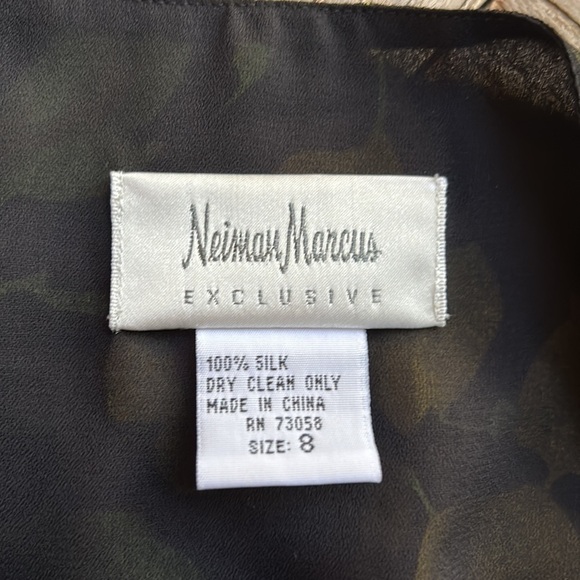 Neiman Marcus
EXCLUSIVE
100% SILK
DRY CLEAN ONLY
MADE IN CHINA
RN 73058
SIZE: 8